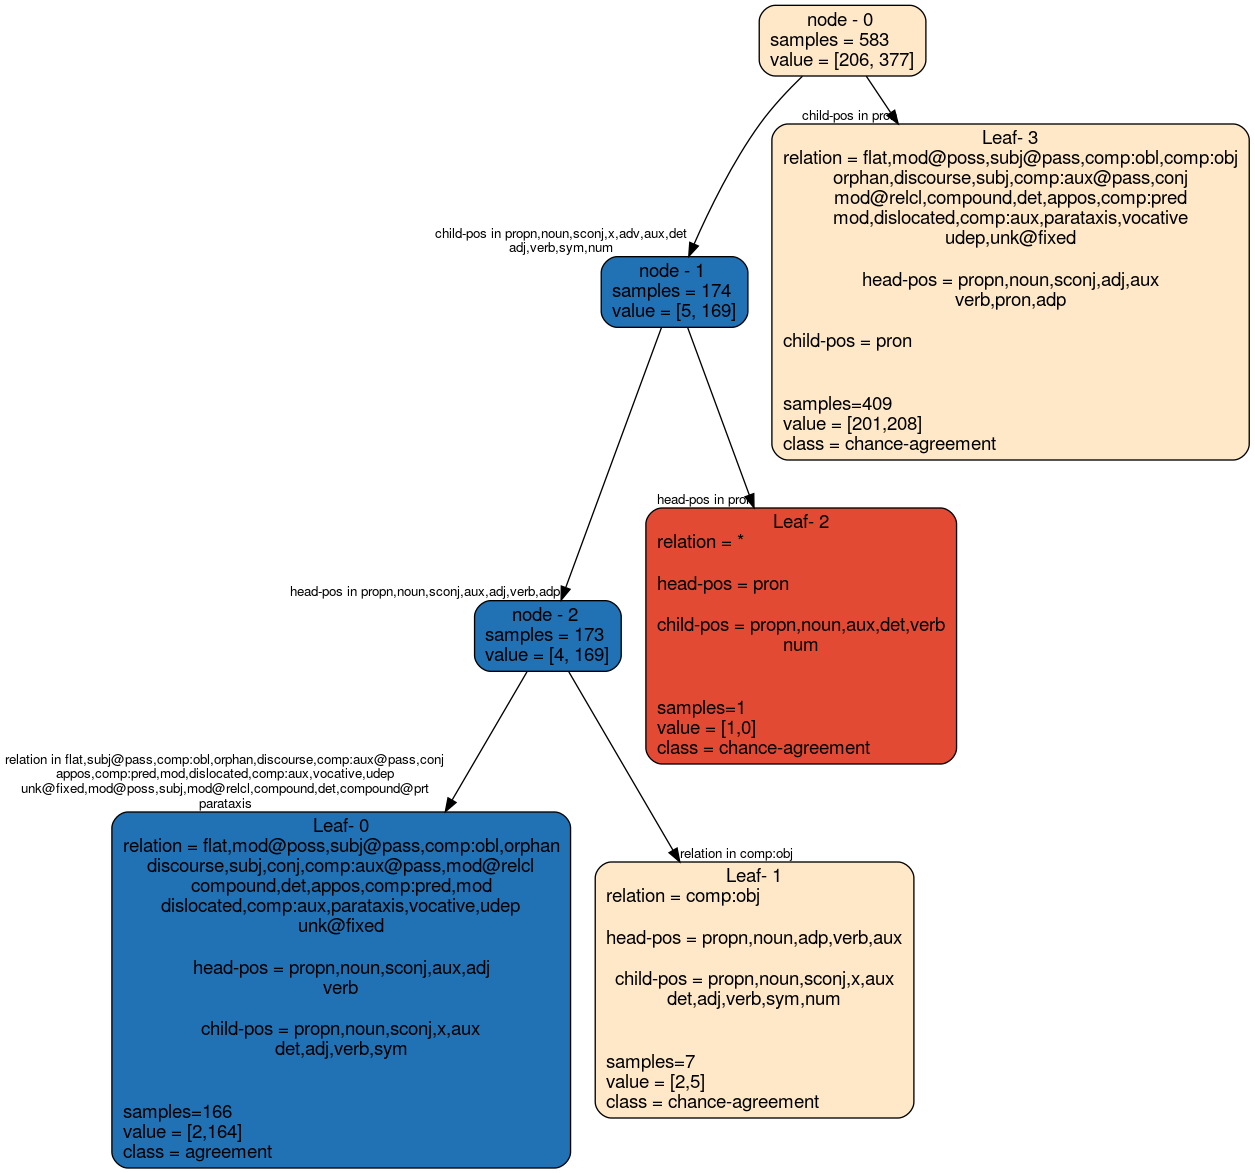 node - 0
samples = 583
value = [206, 377]
child-pos in pron
Leaf- 3
relation = flat,mod@poss,subj@pass,comp:obl,comp:obj
orphan,discourse,subj,comp:aux@pass,conj
mod@relcl,compound,det,appos,comp:pred
mod,dislocated,comp:aux,parataxis,vocative
udep,unk@fixed
head-pos = propn,noun,sconj,adj,aux
verb,pron,adp
child-pos = pron
samples=409
value = [201,208]
class = chance-agreement
child-pos in propn,noun,sconj,x,adv,aux,det
adj,verb,sym,num
node - 1
samples = 174
value = [5, 169]
head-pos in pron
Leaf- 2
relation = *
head-pos = pron
child-pos = propn,noun,aux,det,verb
num
samples=1
value = [1,0]
class = chance-agreement
head-pos in propn,noun,sconj,aux,adj,verb,adp
node - 2
samples = 173
value = [4, 169]
relation in flat,subj@pass,comp:obl,orphan,discourse,comp:aux@pass,conj
appos,comp:pred,mod,dislocated,comp:aux,vocative,udep
unk@fixed,mod@poss,subj,mod@relcl,compound,det,compound@prt
parataxis
Leaf- 0
relation = flat,mod@poss,subj@pass,comp:obl,orphan
discourse,subj,conj,comp:aux@pass,mod@relcl
compound,det,appos,comp:pred,mod
dislocated,comp:aux,parataxis,vocative,udep
unk@fixed
head-pos = propn,noun,sconj,aux,adj
verb
child-pos = propn,noun,sconj,x,aux
det,adj,verb,sym
samples=166
value = [2,164]
class = agreement
relation in comp:obj
Leaf- 1
relation = comp:obj
head-pos = propn,noun,adp,verb,aux
child-pos = propn,noun,sconj,x,aux
det,adj,verb,sym,num
samples=7
value = [2,5]
class = chance-agreement